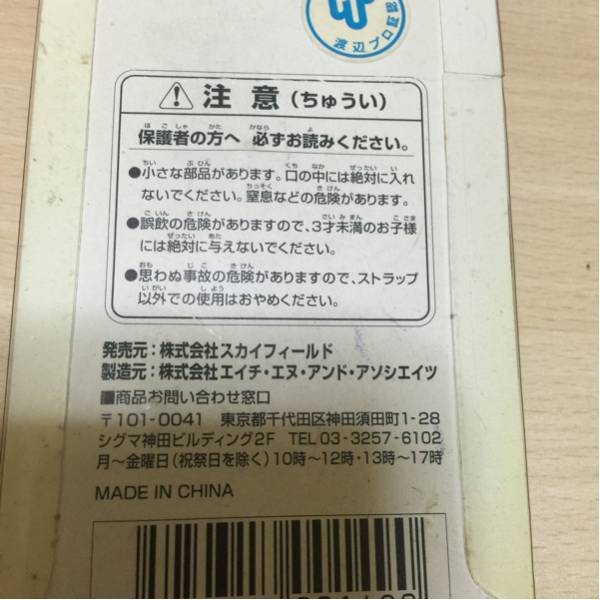 渡辺プロ証認
注意(ちゅうい)
保護者の方へ 必ずお読みください。
●小さな部品があります。口の中には絶対に入れ
ないでください。窒息などの危険があります。
●誤飲の危険がありますので、3才未満のお子様
には絶対に与えないでください。
●思わぬ事故の危険がありますので、ストラップ
以外での使用はおやめください。
発売元:株式会社スカイフィールド
製造元:株式会社エイチ・エヌ・アンド・アソシエイツ
■商品お問い合わせ窓口
〒101-0041 東京都千代田区神田須田町1-28
シグマ神田ビルディング2F TEL 03-3257-6102
月〜金曜日(祝祭日を除く)10時〜12時・13時〜17時
MADE IN CHINA